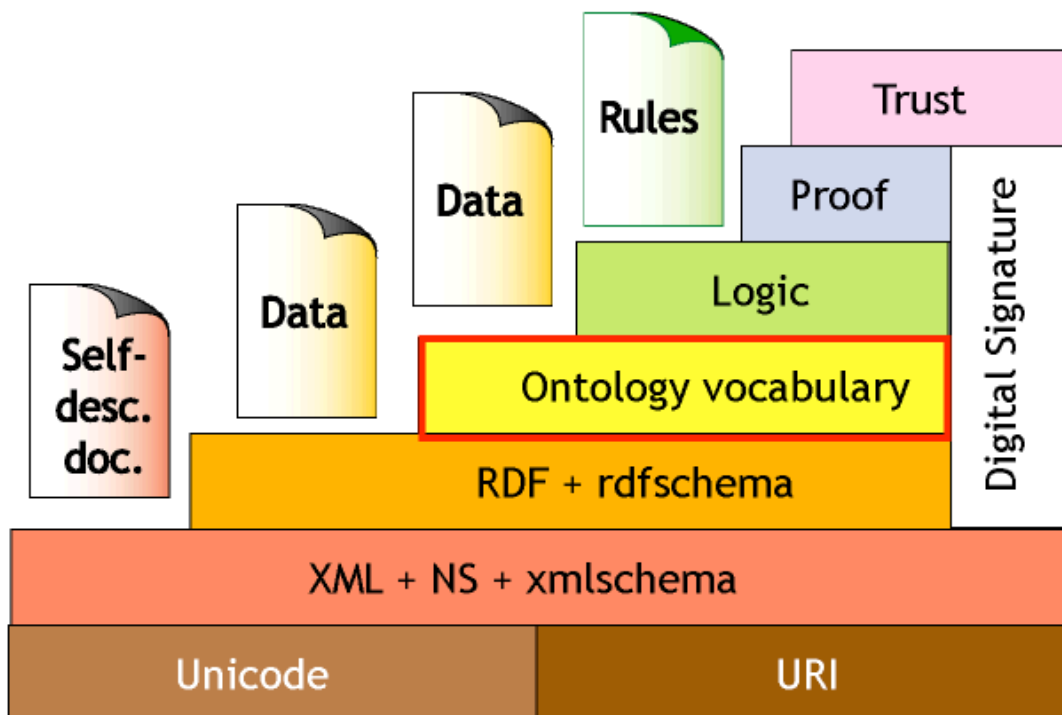 Rules
Trust
Data
Proof
Data
Logic
Self-
desc.
doc.
Ontology vocabulary
Digital Signature
RDF + rdfschema
XML + NS + xmlschema
Unicode
URI